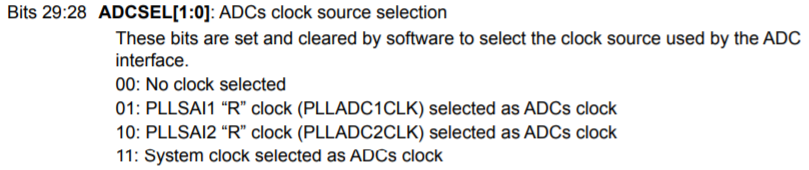 Bits 29:28 ADCSEL[1:0]: ADCs clock source selection
These bits are set and cleared by software to select the clock source used by the ADC
interface.
00: No clock selected
01: PLLSAI1 “R” clock (PLLADC1CLK) selected as ADCs clock
10: PLLSAI2 “R” clock (PLLADC2CLK) selected as ADCs clock
11: System clock selected as ADCs clock